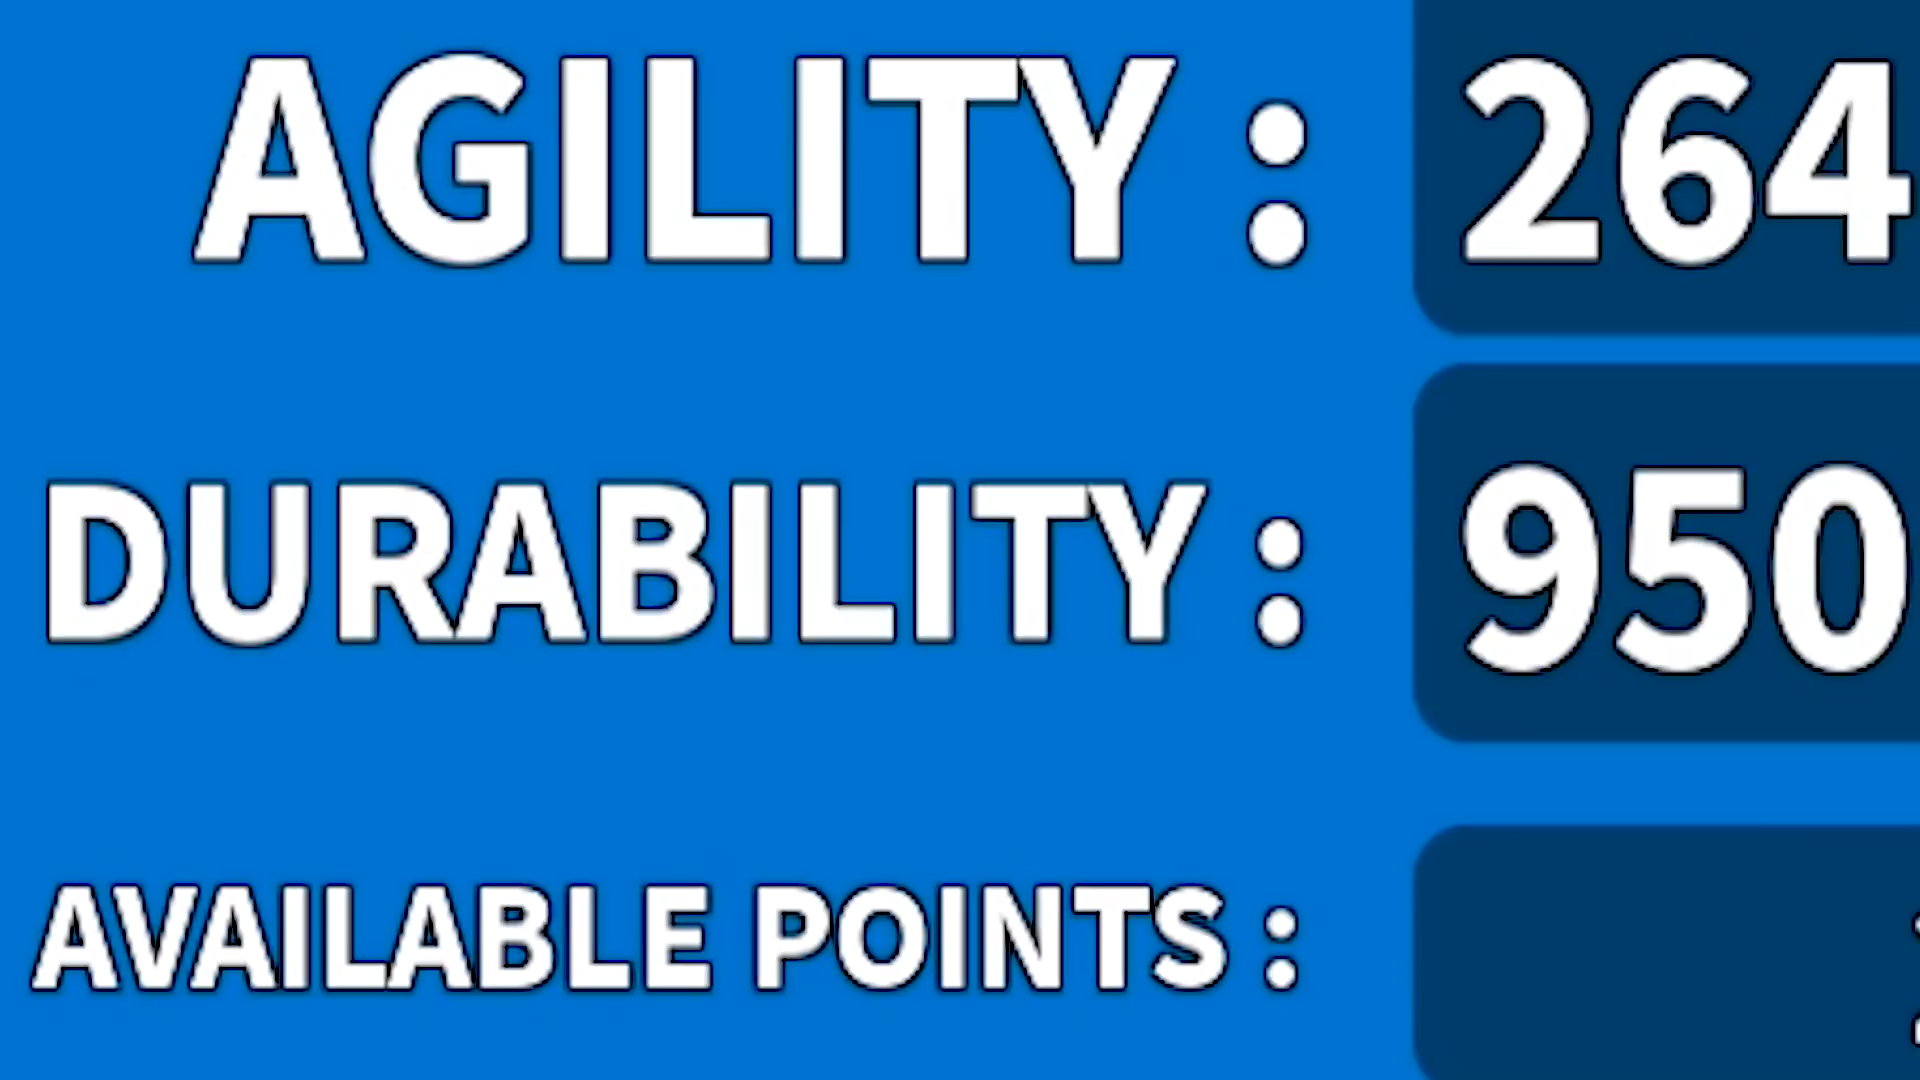 AGILITY : 264
DURABILITY : 950
AVAILABLE POINTS :